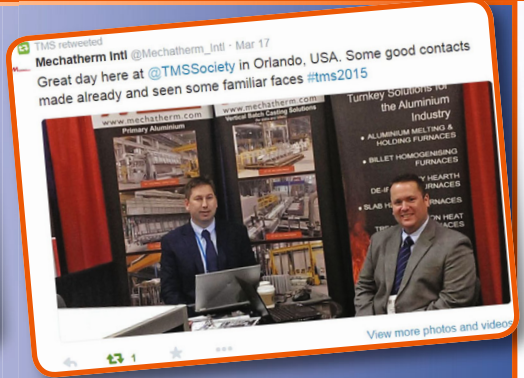 TMS retweeted
Mechatherm Intl @Mechatherm_Intl · Mar 17
Great day here at @TMSSociety in Orlando, USA. Some good contacts
made already and seen some familiar faces #tms2015
www.mechatherm.com
Primary Aluminium
www.mechatherm.com
Vertical Batch Casting Solutions
Turnkey Solutions for
the Aluminium
Industry
• ALUMINIUM MELTING &
HOLDING FURNACES
• BILLET HOMOGENISING
FURNACES
HEARTH
FURNACES
• SLAB
HEAT
View more photos and videos
1